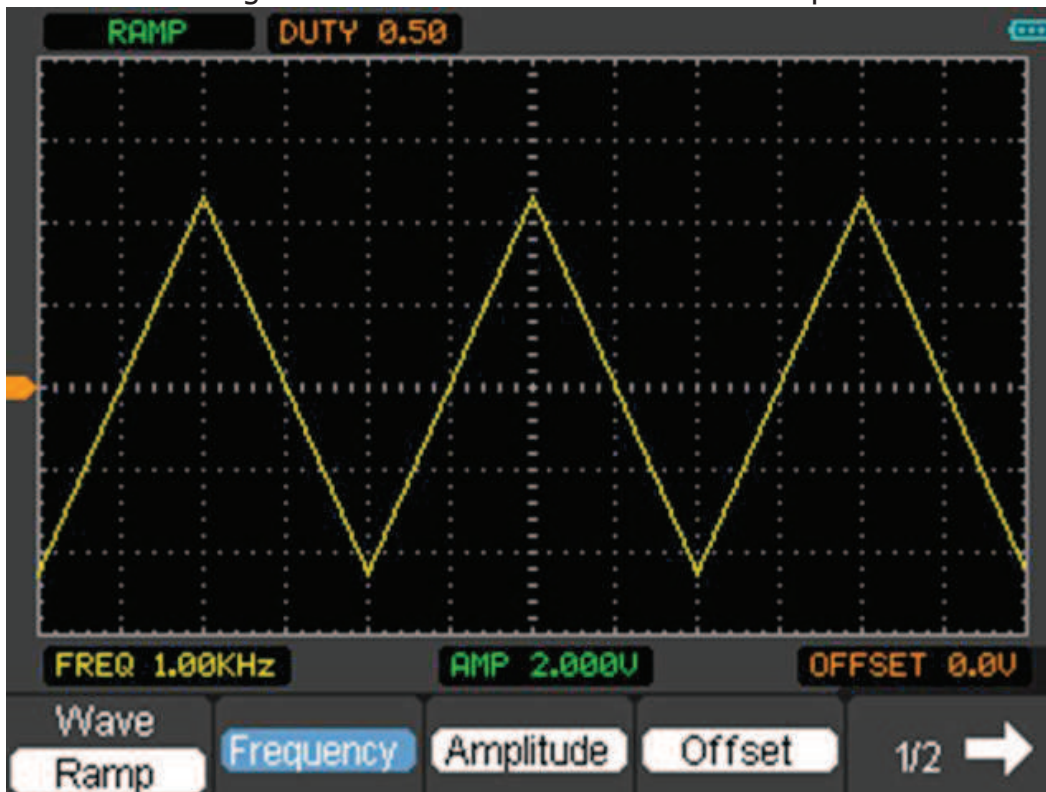 RAMP DUTY 0.50
FREQ 1.00KHz AMP 2.000V OFFSET 0.0V
Wave
Ramp Frequency Amplitude Offset 1/2